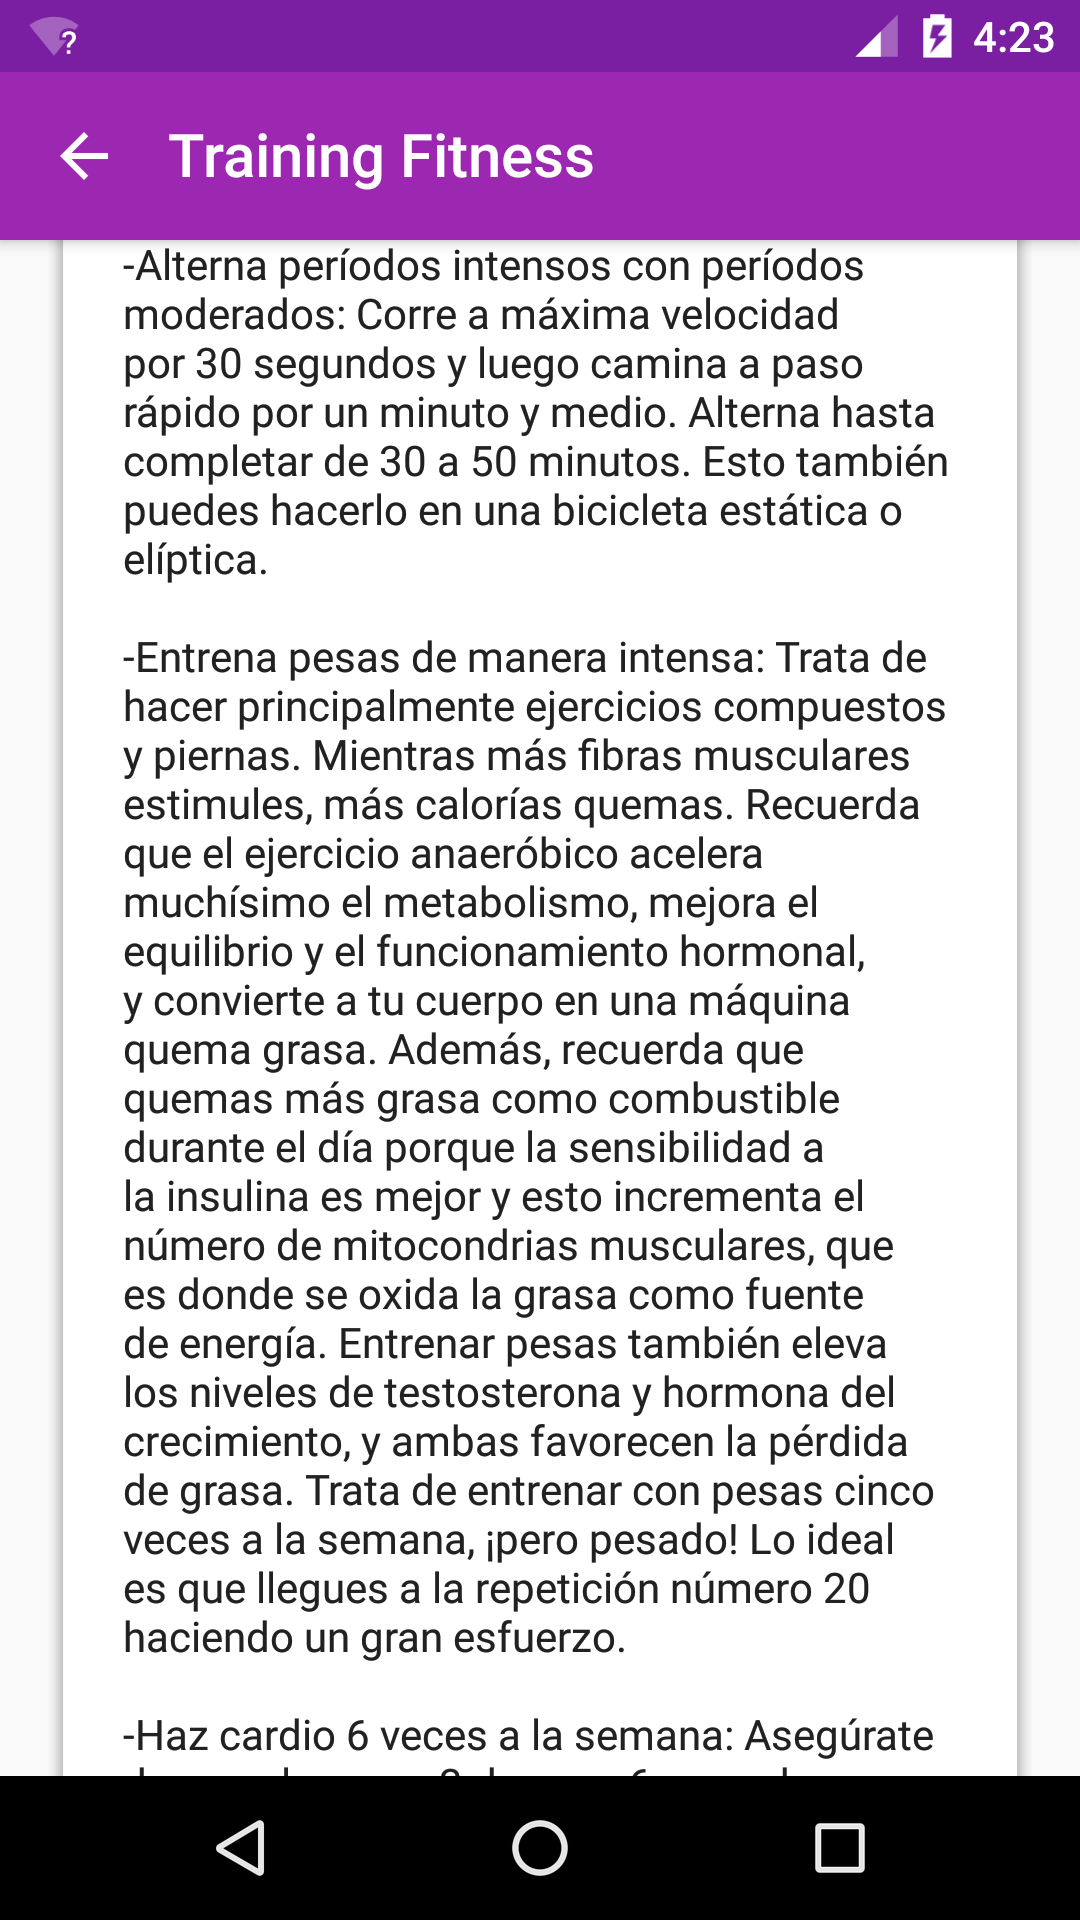 4:23
Training Fitness
-Alterna períodos intensos con períodos
moderados: Corre a máxima velocidad
por 30 segundos y luego camina a paso
rápido por un minuto y medio. Alterna hasta
completar de 30 a 50 minutos. Esto también
puedes hacerlo en una bicicleta estática o
elíptica.
-Entrena pesas de manera intensa: Trata de
hacer principalmente ejercicios compuestos
y piernas. Mientras más fibras musculares
estimules, más calorías quemas. Recuerda
que el ejercicio anaeróbico acelera
muchísimo el metabolismo, mejora el
equilibrio y el funcionamiento hormonal,
y convierte a tu cuerpo en una máquina
quema grasa. Además, recuerda que
quemas más grasa como combustible
durante el día porque la sensibilidad a
la insulina es mejor y esto incrementa el
número de mitocondrias musculares, que
es donde se oxida la grasa como fuente
de energía. Entrenar pesas también eleva
los niveles de testosterona y hormona del
crecimiento, y ambas favorecen la pérdida
de grasa. Trata de entrenar con pesas cinco
veces a la semana, ¡pero pesado! Lo ideal
es que llegues a la repetición número 20
haciendo un gran esfuerzo.
-Haz cardio 6 veces a la semana: Asegúrate